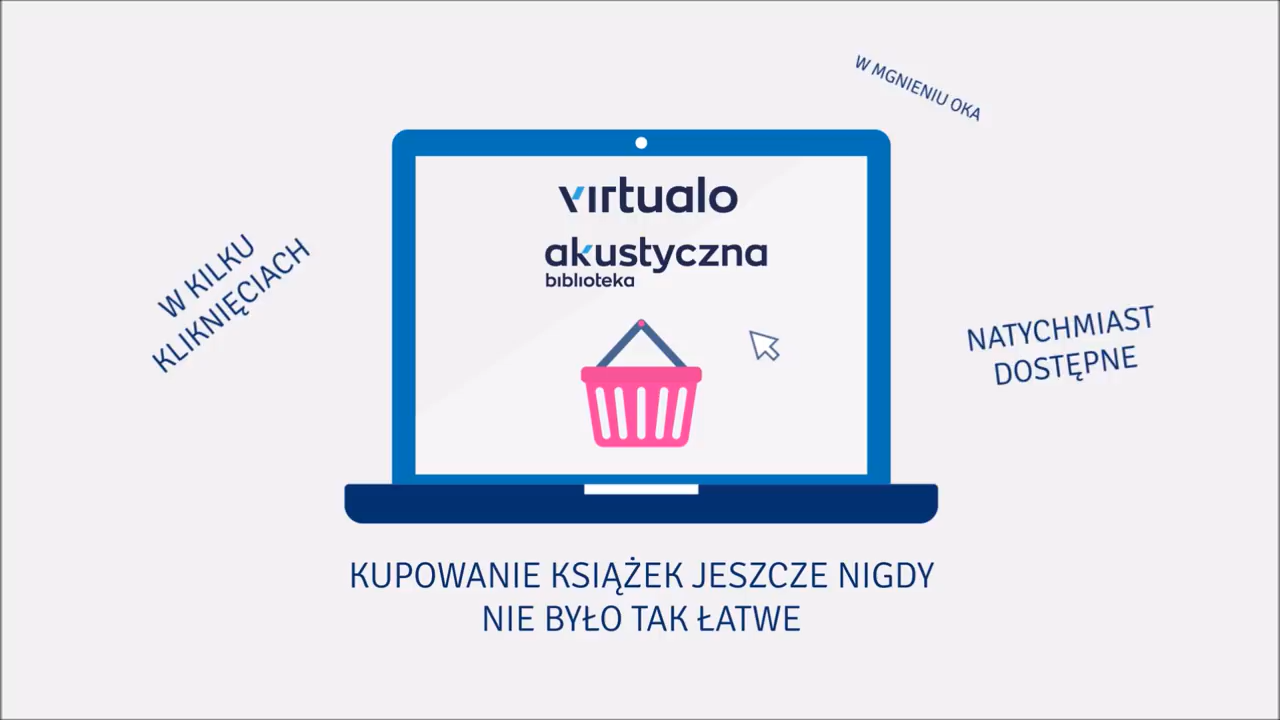 W MGNIENIU OKA
virtualo
akustyczna
biblioteka
W KILKU
KLIKNIĘCIACH
NATYCHMIAST
DOSTĘPNE
KUPOWANIE KSIĄŻEK JESZCZE NIGDY
NIE BYŁO TAK ŁATWE